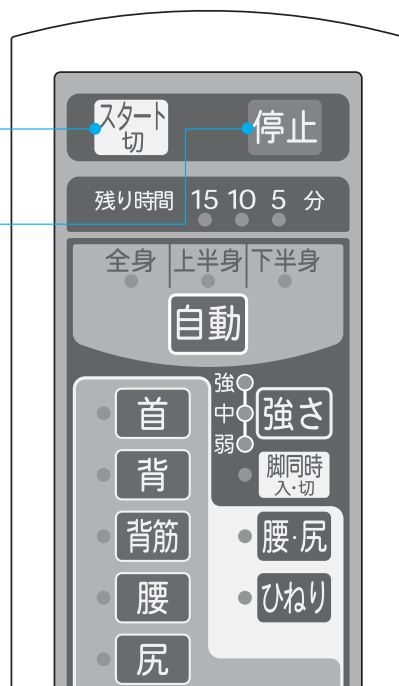 スタート
切
停止
残り時間 15 10 5 分
全身 上半身 下半身
自動
強
中
弱
強さ
首
脚同時
入・切
背
背筋
腰・尻
腰
ひねり
尻